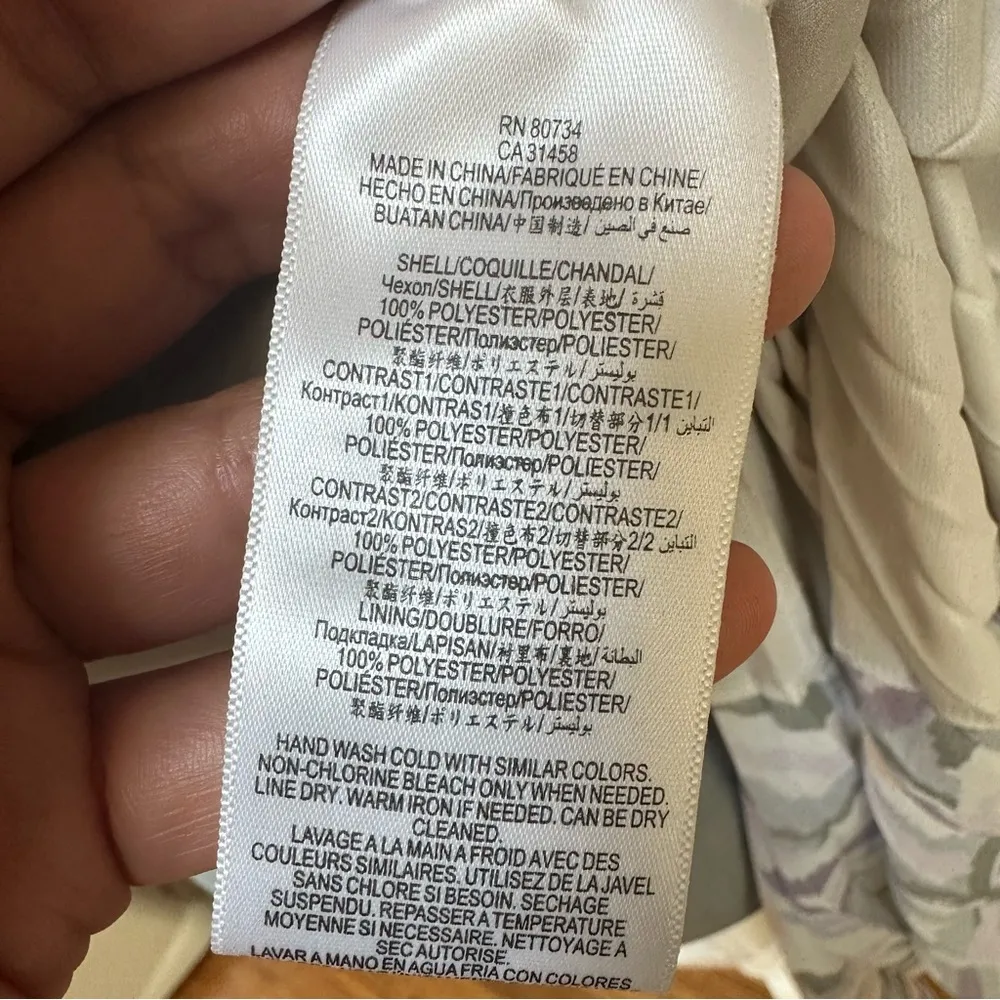 RN 80734
CA 31458
MADE IN CHINA/FABRIQUÉ EN CHINE/
HECHO EN CHINA/Произведено в Китае/
BUATAN CHINA/中国制造/ صنع في الصين
SHELL/COQUILLE/CHANDAL/
Чехол/SHELL/衣服外层/表地/ قشرة
100% POLYESTER/POLYESTER/
POLIÉSTER/Полиэстер/POLIESTER/
聚酯纤维/ポリエステル/بوليستر
CONTRAST1/CONTRASTE1/CONTRASTE1/
Контраст1/KONTRAS1/撞色布1/切替部分1/1 التباين
100% POLYESTER/POLYESTER/
POLIÉSTER/Полиэстер/POLIESTER/
聚酯纤维/ポリエステル/بوليستر
CONTRAST2/CONTRASTE2/CONTRASTE2/
Контраст2/KONTRAS2/撞色布2/切替部分2/2 التباين
100% POLYESTER/POLYESTER/
POLIÉSTER/Полиэстер/POLIESTER/
聚酯纤维/ポリエステル/بوليستر
LINING/DOUBLURE/FORRO/
Подкладка/LAPISAN/衬里布/裏地/البطانة
100% POLYESTER/POLYESTER/
POLIÉSTER/Полиэстер/POLIESTER/
聚酯纤维/ポリエステル/بوليستر
HAND WASH COLD WITH SIMILAR COLORS.
NON-CHLORINE BLEACH ONLY WHEN NEEDED.
LINE DRY. WARM IRON IF NEEDED. CAN BE DRY
CLEANED.
LAVAGE A LA MAIN A FROID AVEC DES
COULEURS SIMILAIRES. UTILISEZ DE LA JAVEL
SANS CHLORE SI BESOIN. SECHAGE
SUSPENDU. REPASSER A TEMPERATURE
MOYENNE SI NECESSAIRE. NETTOYAGE A
SEC AUTORISE.
LAVAR A MANO EN AGUA FRIA CON COLORES